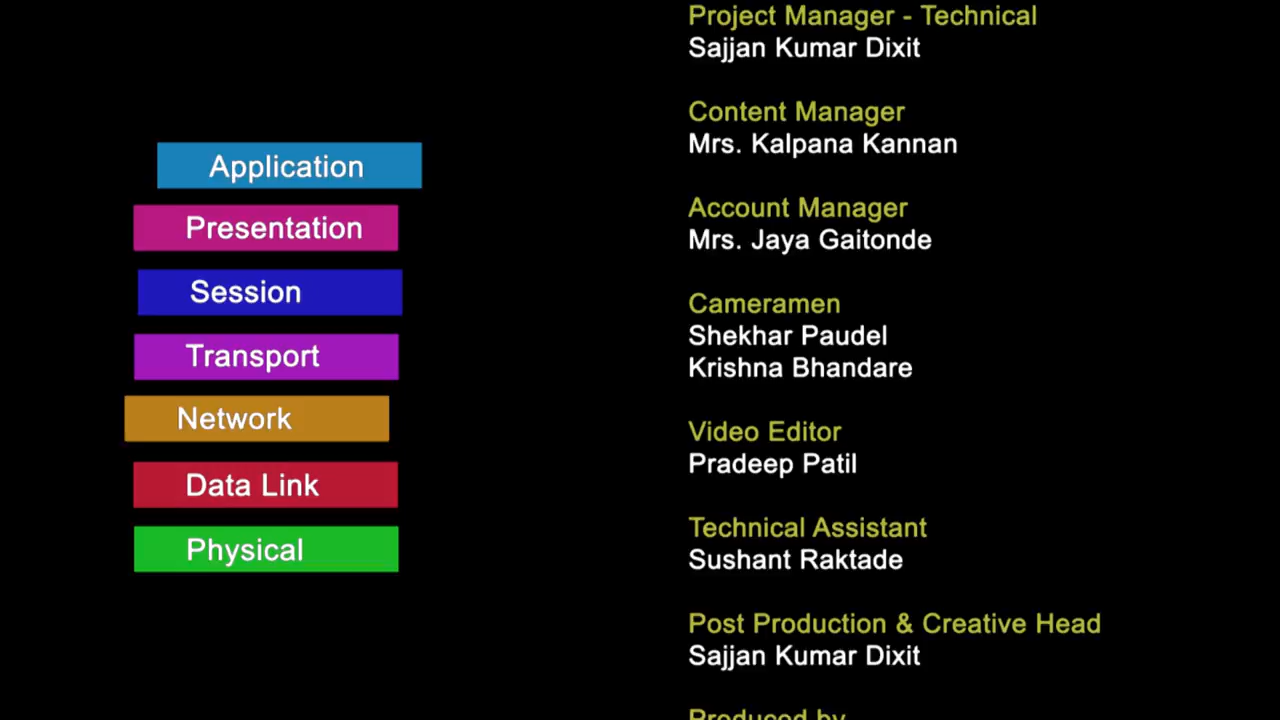 Application
Presentation
Session
Transport
Network
Data Link
Physical
Project Manager - Technical
Sajjan Kumar Dixit
Content Manager
Mrs. Kalpana Kannan
Account Manager
Mrs. Jaya Gaitonde
Cameramen
Shekhar Paudel
Krishna Bhandare
Video Editor
Pradeep Patil
Technical Assistant
Sushant Raktade
Post Production & Creative Head
Sajjan Kumar Dixit
Produced by